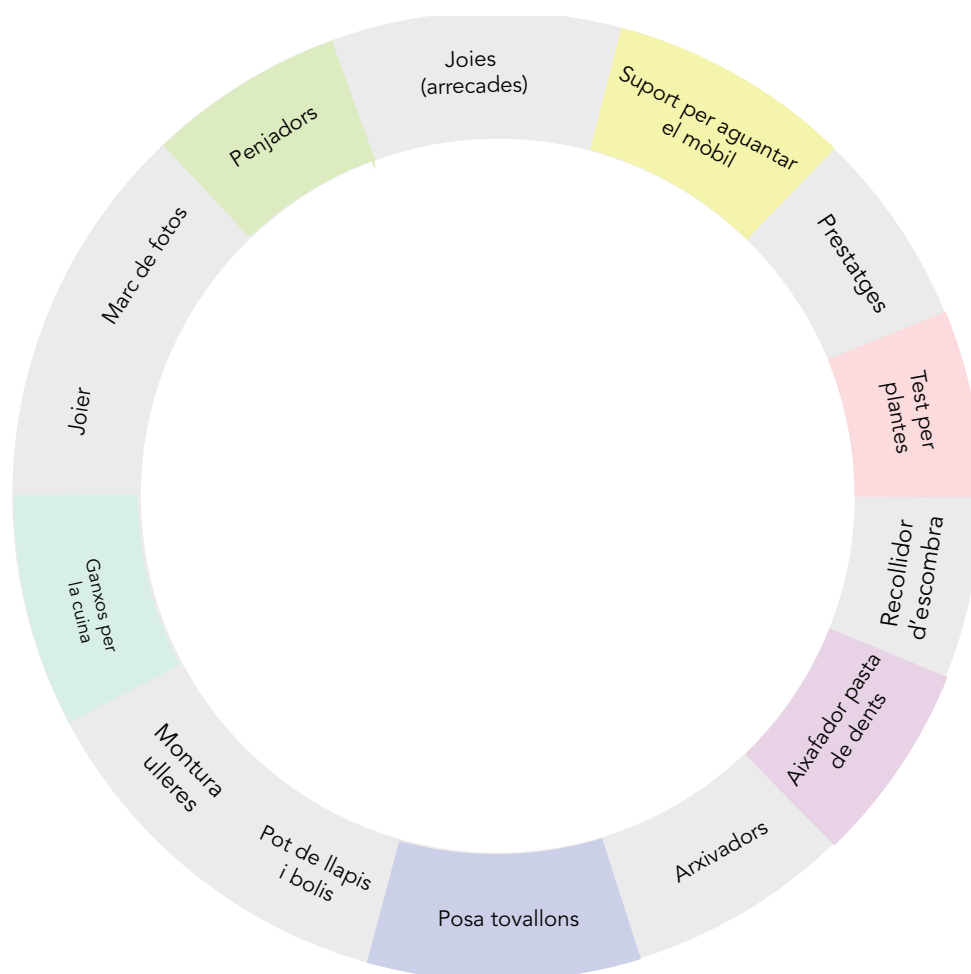 Joies
(arrecades)
Suport per aguantar
el mòbil
Prestatges
Test per
plantes
Recollidor
d'escombra
Aixafador pasta
de dents
Arxivadors
Posa tovallons
Pot de llapis
i bolis
Montura
ulleres
Ganxos per
la cuina
Joier
Marc de fotos
Penjadors